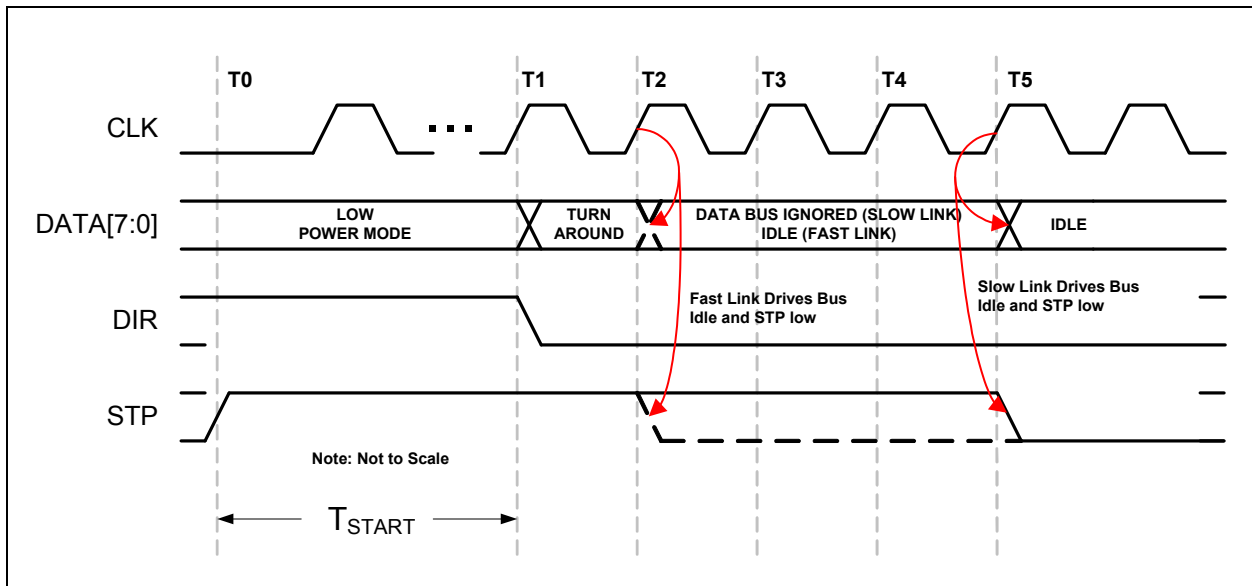 T0 T1 T2 T3 T4 T5
CLK
DATA[7:0]
LOW
POWER MODE
TURN
AROUND
DATA BUS IGNORED (SLOW LINK)
IDLE (FAST LINK)
IDLE
DIR
Fast Link Drives Bus
Idle and STP low
Slow Link Drives Bus
Idle and STP low
STP
Note: Not to Scale
TSTART